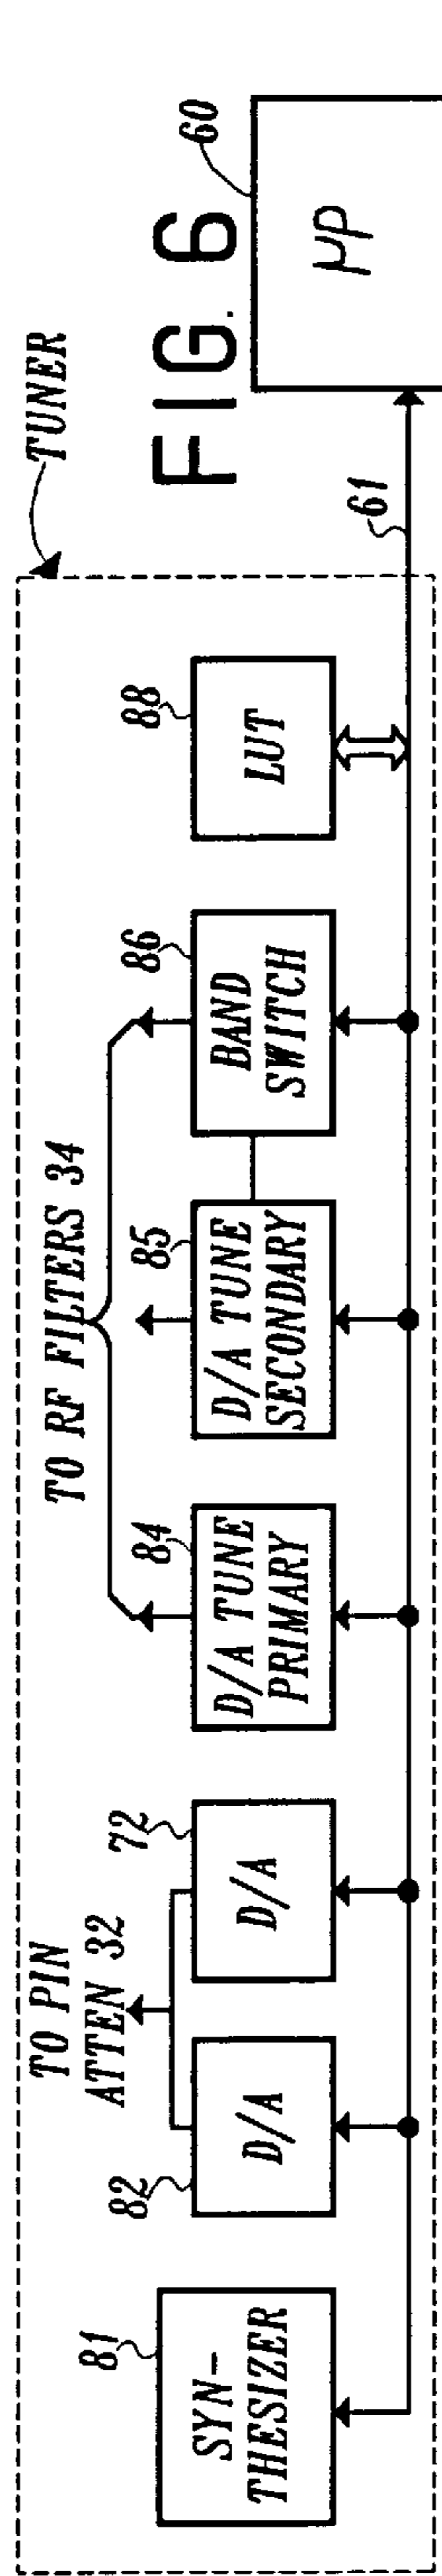 TUNER
FIG. 6
60
μP
61
88
LUT
TO RF FILTERS 34
86
BAND
SWITCH
85
D/A TUNE
SECONDARY
84
D/A TUNE
PRIMARY
TO PIN
ATTEN 32
72
D/A
82
D/A
81
SYN-
THESIZER